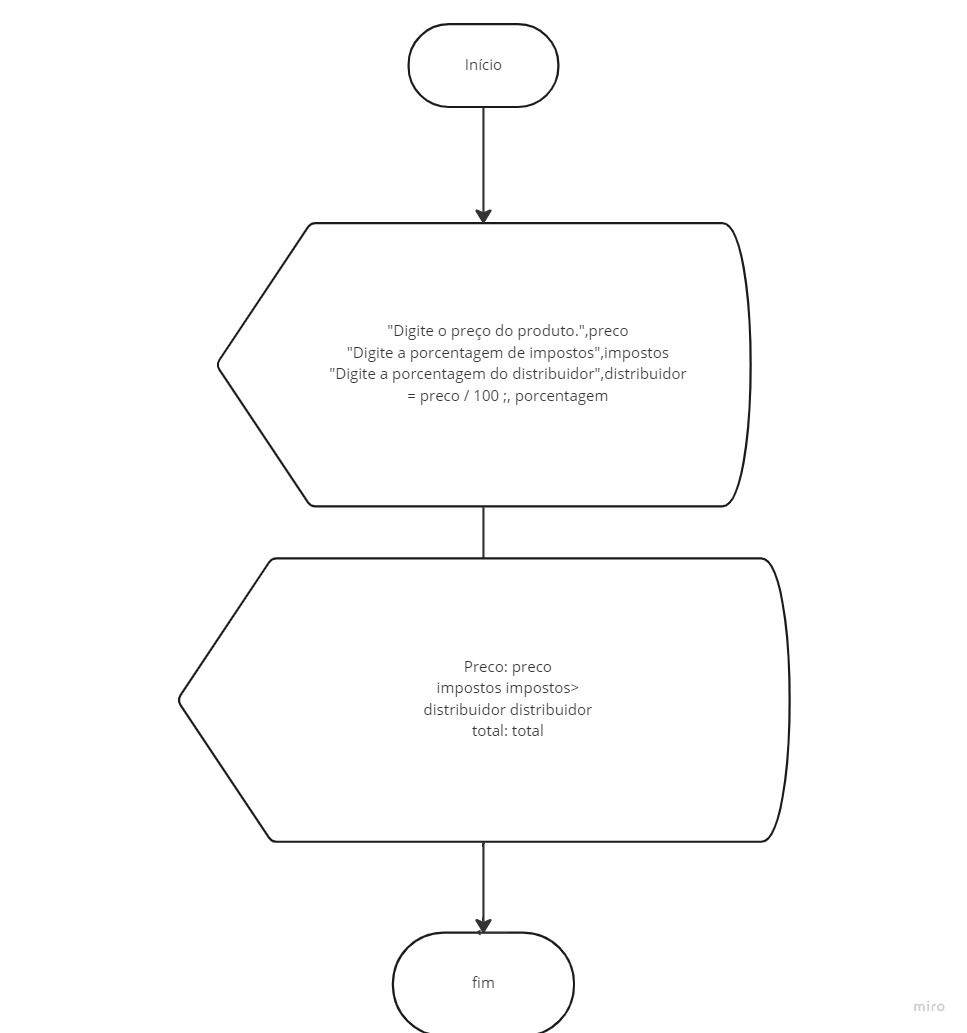 Início
"Digite o preço do produto.",preco
"Digite a porcentagem de impostos",impostos
"Digite a porcentagem do distribuidor",distribuidor
= preco / 100 ;, porcentagem
Preco: preco
impostos impostos>
distribuidor distribuidor
total: total
fim
miro